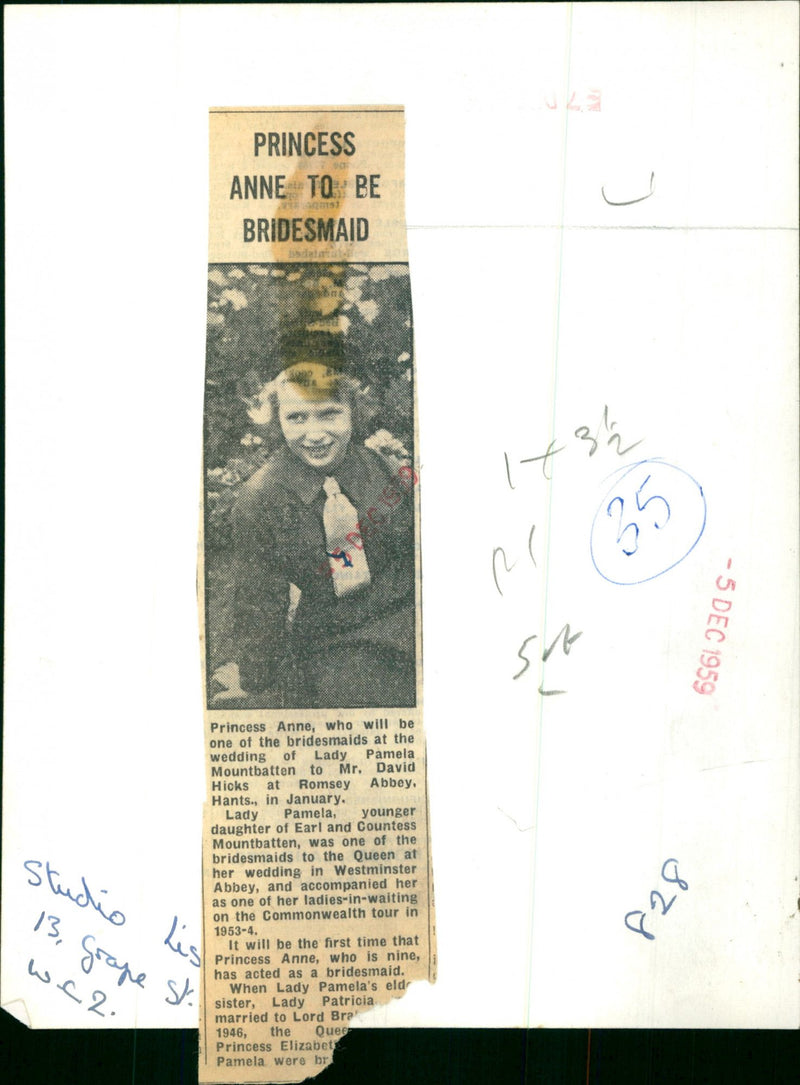 PRINCESS
ANNE TO BE
BRIDESMAID
Princess Anne, who will be
one of the bridesmaids at the
wedding of Lady Pamela
Mountbatten to Mr. David
Hicks at Romsey Abbey,
Hants., in January.
Lady Pamela, younger
daughter of Earl and Countess
Mountbatten, was one of the
bridesmaids to the Queen at
her wedding in Westminster
Abbey, and accompanied her
as one of her ladies-in-waiting
on the Commonwealth tour in
1953-4.
It will be the first time that
Princess Anne, who is nine,
has acted as a bridesmaid.
When Lady Pamela's
sister, Lady Patricia
married to Lord
1946, the
Princess
Pamela were
35
- 5 DEC 1959
828
Studio
13, Grape St.
W.C.2.